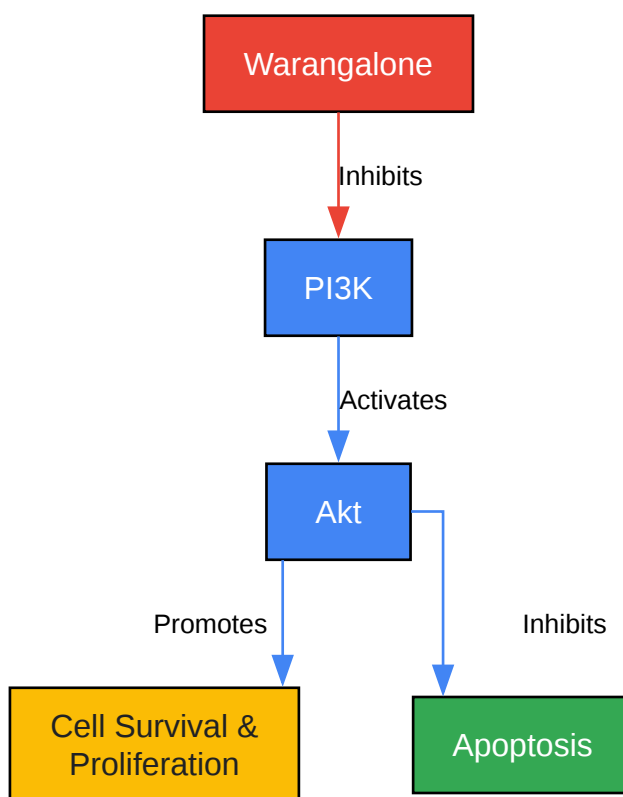 Warangalone
Inhibits
PI3K
Activates
Akt
Promotes
Inhibits
Cell Survival &
Proliferation
Apoptosis